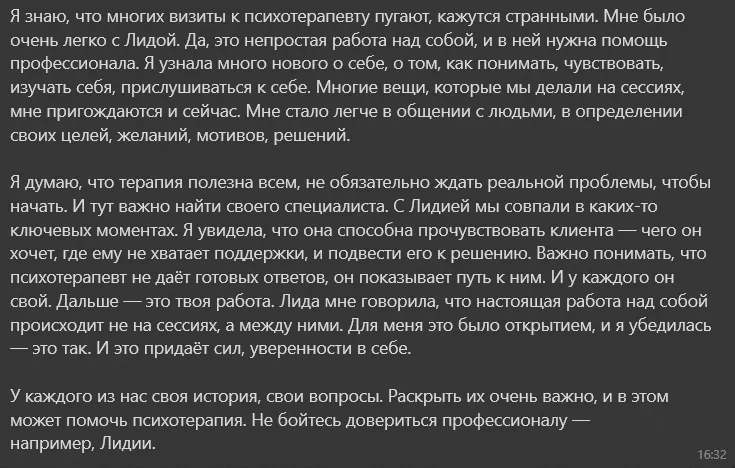 Я знаю, что многих визиты к психотерапевту пугают, кажутся странными. Мне было
очень легко с Лидой. Да, это непростая работа над собой, и в ней нужна помощь
профессионала. Я узнала много нового о себе, о том, как понимать, чувствовать,
изучать себя, прислушиваться к себе. Многие вещи, которые мы делали на сессиях,
мне пригождаются и сейчас. Мне стало легче в общении с людьми, в определении
своих целей, желаний, мотивов, решений.

Я думаю, что терапия полезна всем, не обязательно ждать реальной проблемы, чтобы
начать. И тут важно найти своего специалиста. С Лидией мы совпали в каких-то
ключевых моментах. Я увидела, что она способна прочувствовать клиента — чего он
хочет, где ему не хватает поддержки, и подвести его к решению. Важно понимать, что
психотерапевт не даёт готовых ответов, он показывает путь к ним. И у каждого он
свой. Дальше — это твоя работа. Лида мне говорила, что настоящая работа над собой
происходит не на сессиях, а между ними. Для меня это было открытием, и я убедилась
— это так. И это придаёт сил, уверенности в себе.

У каждого из нас своя история, свои вопросы. Раскрыть их очень важно, и в этом
может помочь психотерапия. Не бойтесь довериться профессионалу —
например, Лидии.
16:32